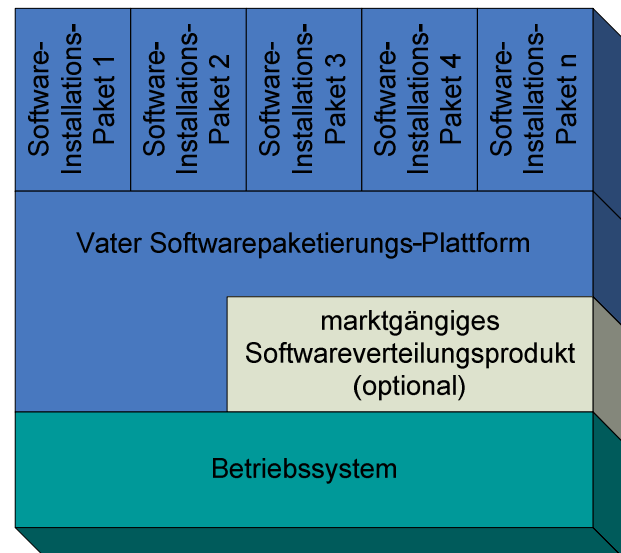 Software-
Installations-
Paket 1
Software-
Installations-
Paket 2
Software-
Installations-
Paket 3
Software-
Installations-
Paket 4
Software-
Installations-
Paket n
Vater Softwarepaketierungs-Plattform
marktgängiges
Softwareverteilungsprodukt
(optional)
Betriebssystem